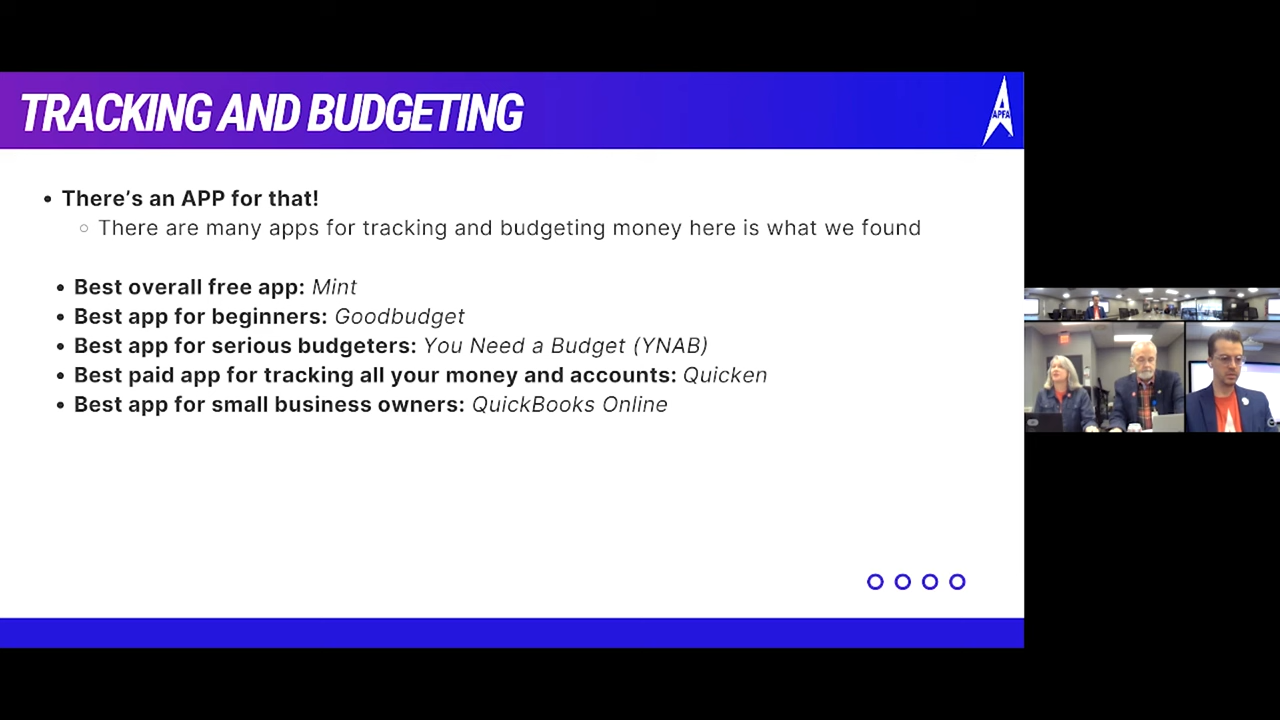 TRACKING AND BUDGETING
APFA
There's an APP for that!
There are many apps for tracking and budgeting money here is what we found
Best overall free app: Mint
Best app for beginners: Goodbudget
Best app for serious budgeters: You Need a Budget (YNAB)
Best paid app for tracking all your money and accounts: Quicken
Best app for small business owners: QuickBooks Online